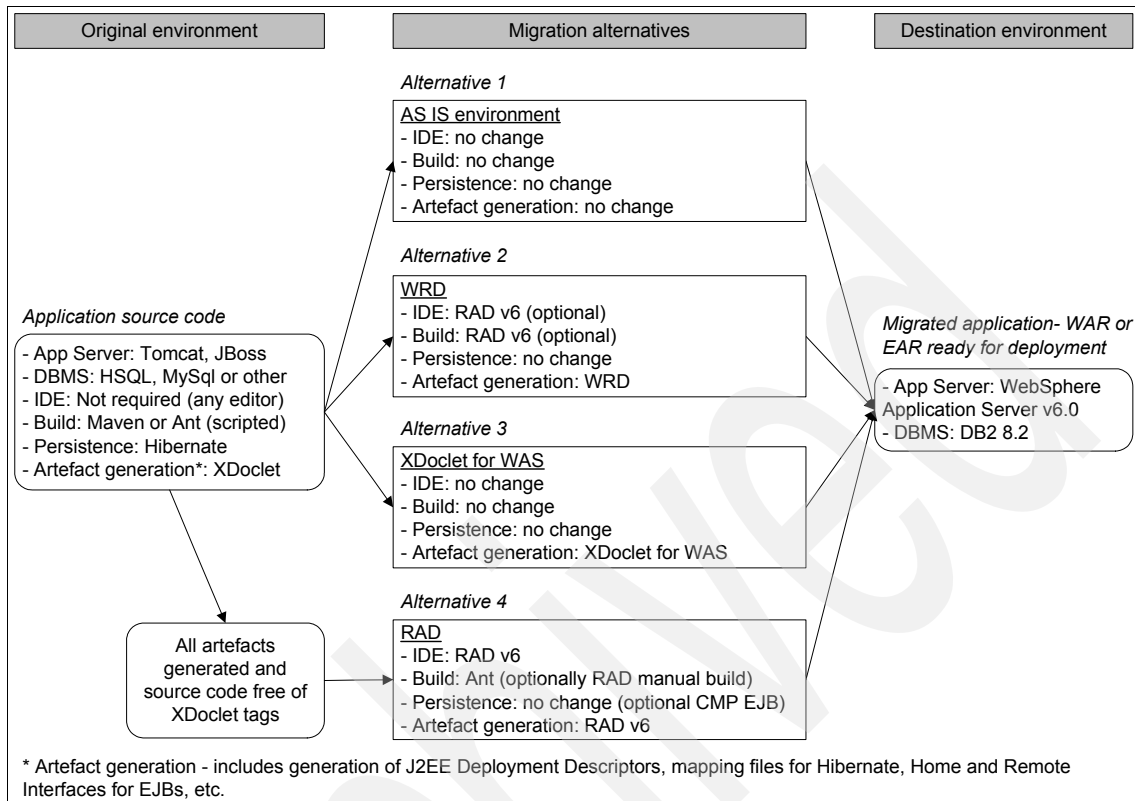 Original environment
Migration alternatives
Destination environment
Alternative 1
AS IS environment
- IDE: no change
- Build: no change
- Persistence: no change
- Artefact generation: no change
Alternative 2
WRD
- IDE: RAD v6 (optional)
- Build: RAD v6 (optional)
- Persistence: no change
- Artefact generation: WRD
Application source code
- App Server: Tomcat, JBoss
- DBMS: HSQL, MySql or other
- IDE: Not required (any editor)
- Build: Maven or Ant (scripted)
- Persistence: Hibernate
- Artefact generation*: XDoclet
Migrated application- WAR or
EAR ready for deployment
- App Server: WebSphere
Application Server v6.0
- DBMS: DB2 8.2
Alternative 3
XDoclet for WAS
- IDE: no change
- Build: no change
- Persistence: no change
- Artefact generation: XDoclet for WAS
Alternative 4
RAD
- IDE: RAD v6
- Build: Ant (optionally RAD manual build)
- Persistence: no change (optional CMP EJB)
- Artefact generation: RAD v6
All artefacts
generated and
source code free of
XDoclet tags
* Artefact generation - includes generation of J2EE Deployment Descriptors, mapping files for Hibernate, Home and Remote
Interfaces for EJBs, etc.